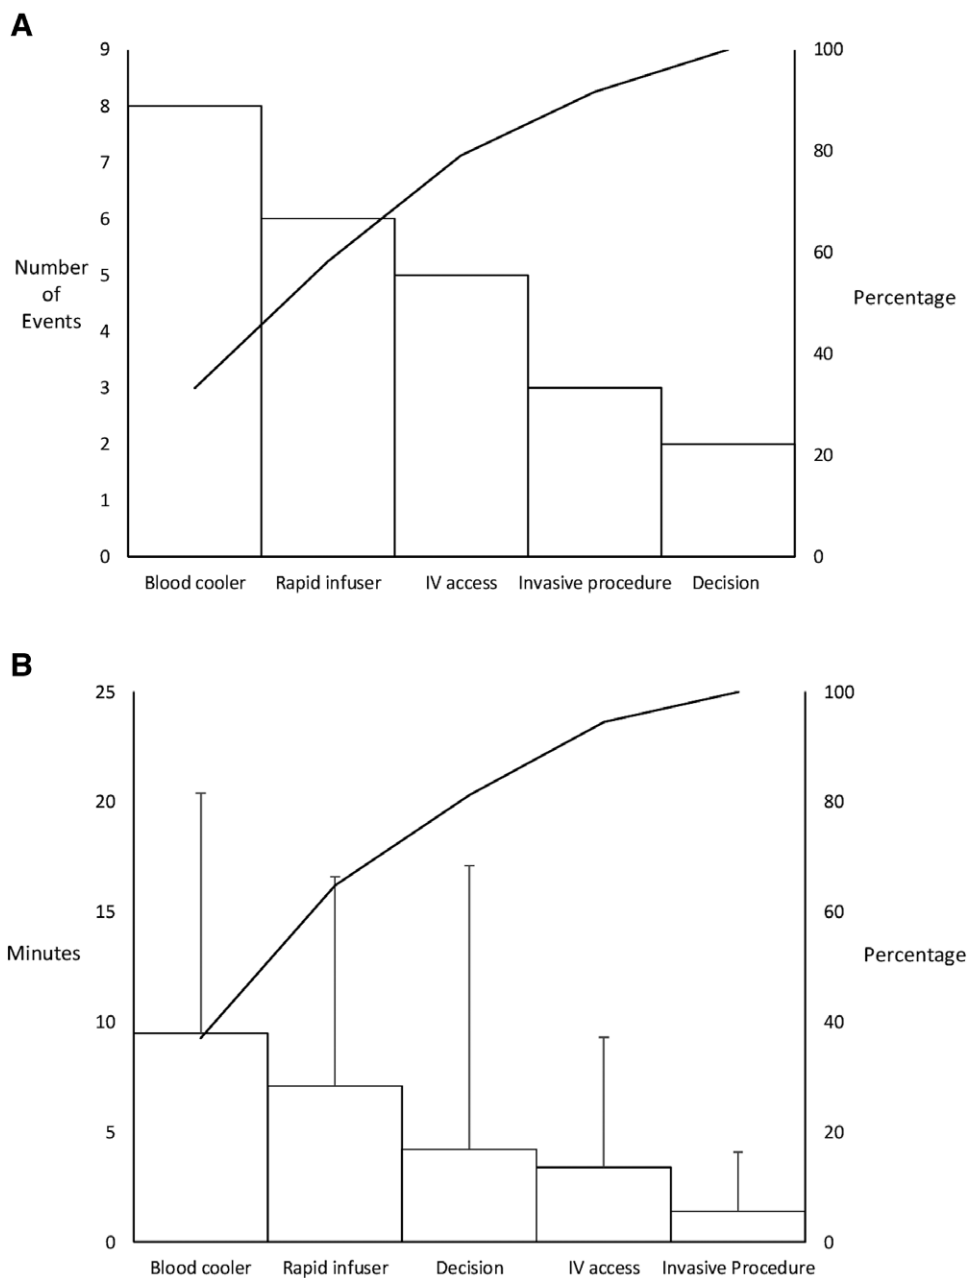 A
9
8
7
6
5
4
3
2
1
0
Number
of
Events
100
80
60
40
20
0
Percentage
Blood cooler Rapid infuser IV access Invasive procedure Decision
B
25
20
15
10
5
0
Minutes
100
80
60
40
20
0
Percentage
Blood cooler Rapid infuser Decision IV access Invasive Procedure